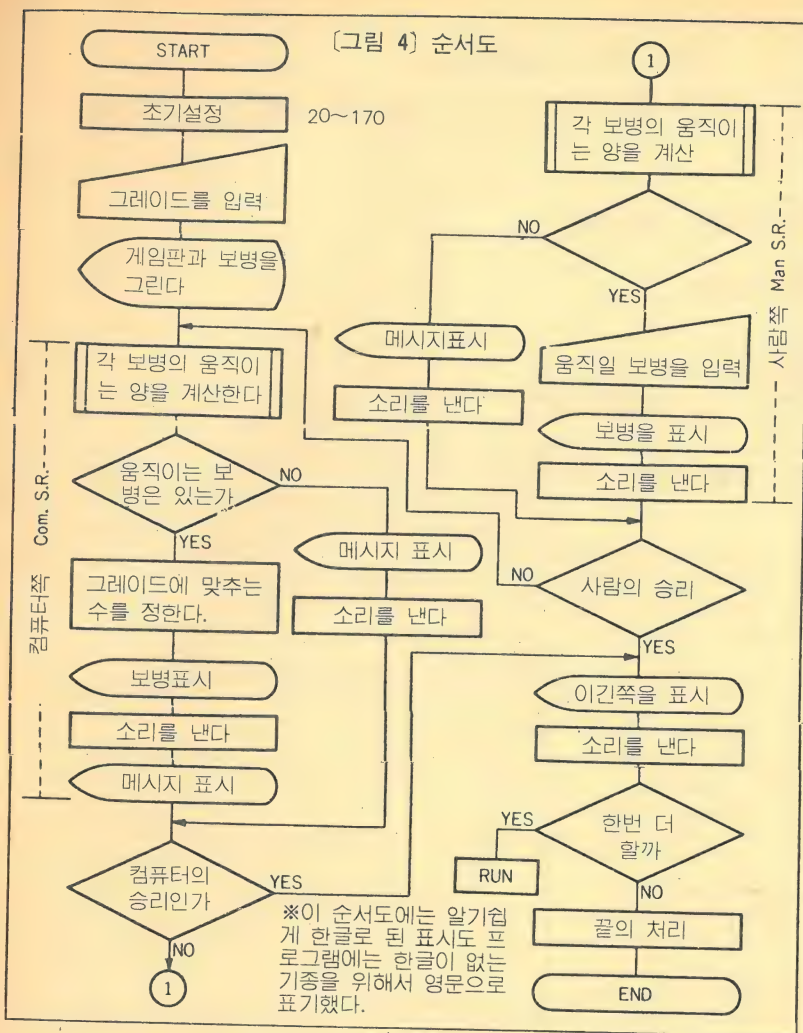 [그림 4] 순서도
START
초기설정
20~170
그레이드를 입력
게임판과 보병을
그린다
각 보병의 움직이
는 양을 계산한다
움직이는 보
병은 있는가
NO
YES
그레이드에 맞추는
수를 정한다.
보병표시
소리를 낸다
메시지 표시
메시지 표시
소리를 낸다
컴퓨터쪽 Com. S.R.
컴퓨터의
승리인가
YES
NO
1
※이 순서도에는 알기쉽
게 한글로 된 표시도 프
로그램에는 한글이 없는
기종을 위해서 영문으로
표기했다.
1
각 보병의 움직이
는 양을 계산
NO
YES
메시지표시
소리를 낸다
움직일 보병을 입력
보병을 표시
소리를 낸다
사람쪽 Man S.R.
NO
사람의 승리
YES
이긴쪽을 표시
소리를 낸다
YES
한번 더
할까
RUN
NO
끝의 처리
END